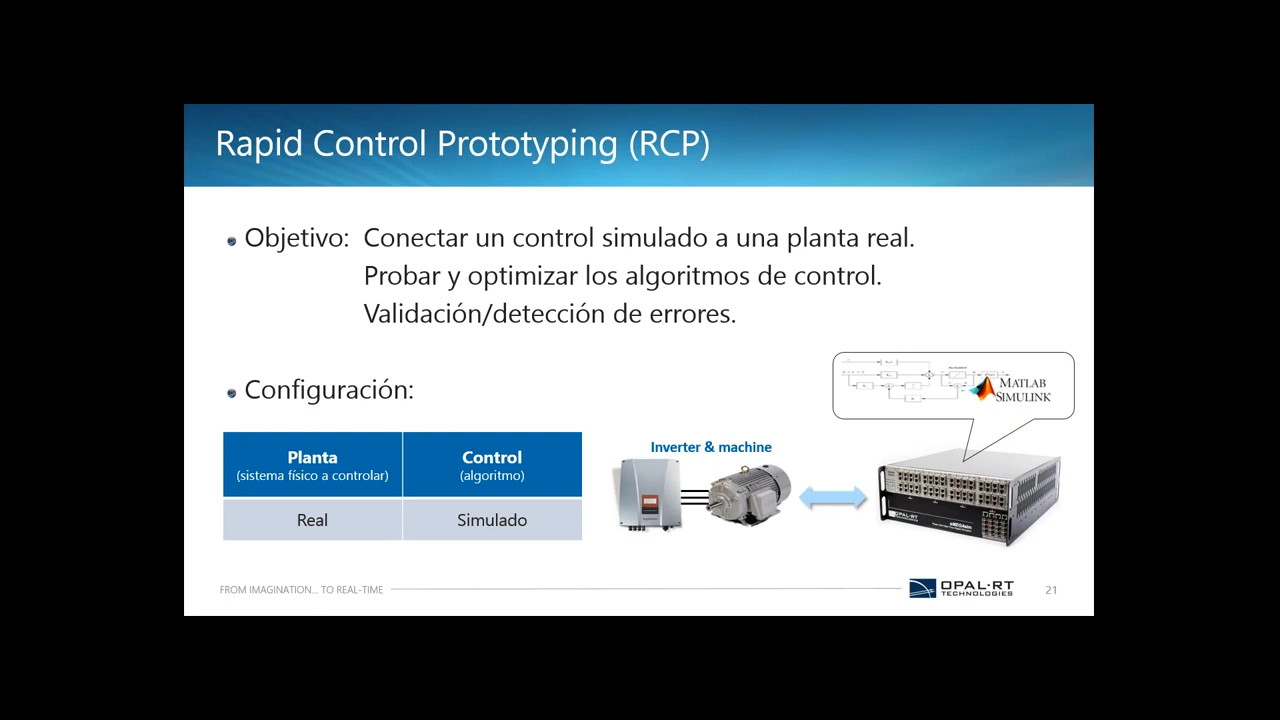 Rapid Control Prototyping (RCP)
Objetivo: Conectar un control simulado a una planta real.
Probar y optimizar los algoritmos de control.
Validación/detección de errores.
Configuración:
MATLAB
SIMULINK
Planta
(sistema físico a controlar)
Control
(algoritmo)
Real
Simulado
Inverter & machine
OPAL-RT
FROM IMAGINATION... TO REAL-TIME
OPAL-RT
TECHNOLOGIES
21